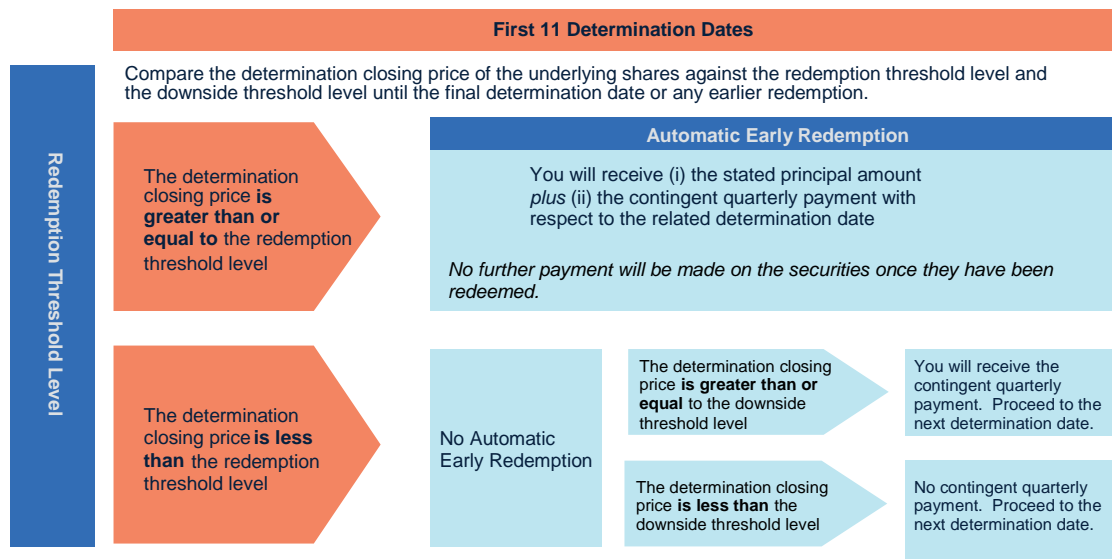 First 11 Determination Dates
Redemption Threshold Level
Compare the determination closing price of the underlying shares against the redemption threshold level and
the downside threshold level until the final determination date or any earlier redemption.
The determination
closing price is
greater than or
equal to the redemption
threshold level
Automatic Early Redemption
You will receive (i) the stated principal amount
plus (ii) the contingent quarterly payment with
respect to the related determination date
No further payment will be made on the securities once they have been
redeemed.
The determination
closing price is less
than the redemption
threshold level
No Automatic
Early Redemption
The determination closing
price is greater than or
equal to the downside
threshold level
You will receive the
contingent quarterly
payment. Proceed to the
next determination date.
The determination closing
price is less than the
downside threshold level
No contingent quarterly
payment. Proceed to the
next determination date.